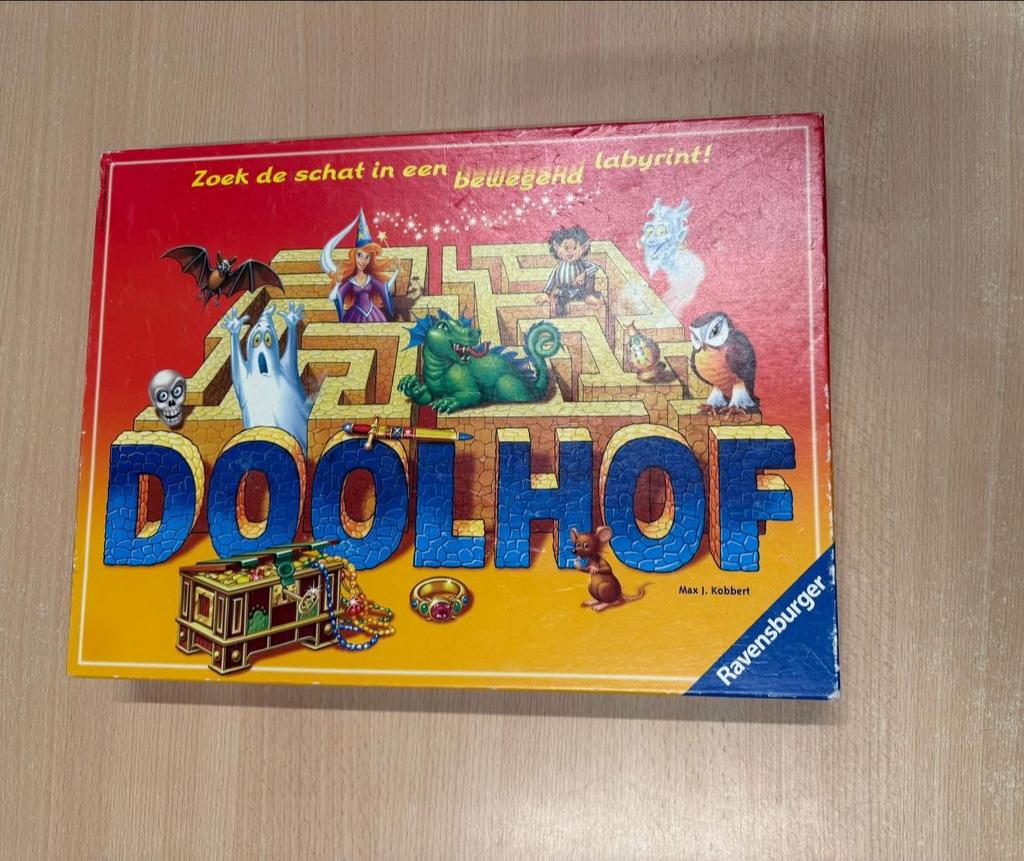 Zoek de schat in een bewegend labyrint!
DOOLHOF
Max J. Kobbert
Ravensburger